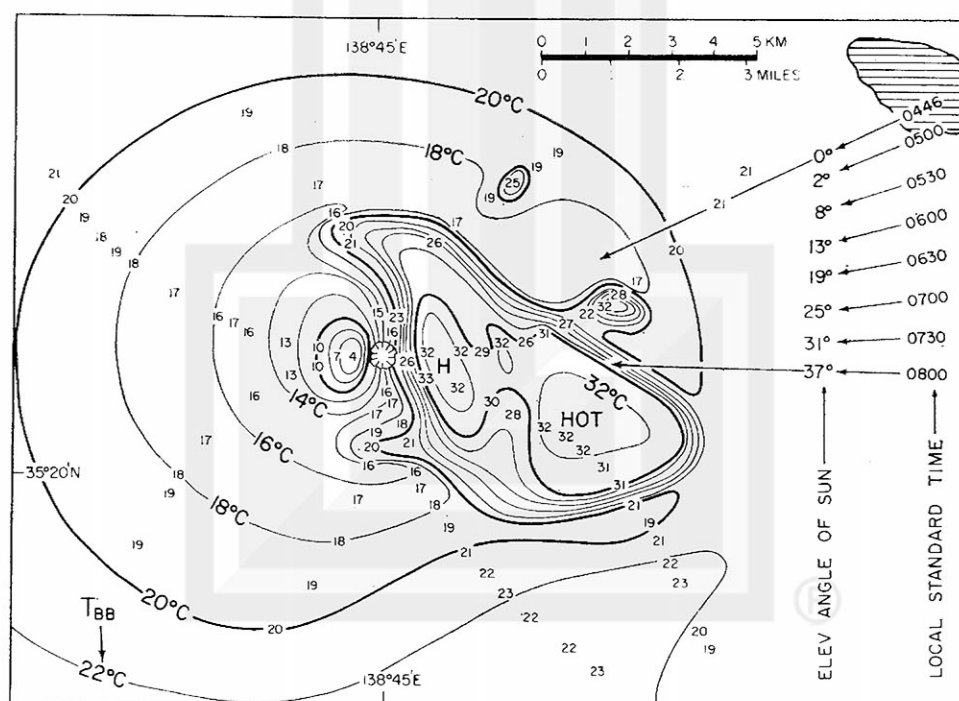 138°45'E
0 1 2 3 4 5 KM
0 1 2 3 MILES
20°C
0446
19
0500
18 18°C 19 19
0°
21 17 25 21 2° 0530
20 19 21 8°
19 16 17
18 20 0600
19 21 26 20 13°
18 0630
17 17 19°
15 23 28
16 17 16 22 32 25° 0700
16 16 31 27
13 10 32 26 31° 0730
7 4 26 32 H 32 29
13 10 33 32 37° 0800
16 14°C 16 17 30 32°C
17 18 28 HOT
17 19 32
16°C 20 21 32 32
35°20'N 18 16 16 31
19 18°C 17 17 18 31 21
19 19
19 18 21 21
22 22
19 23 23
20°C 20 22
T_BB 20
22 19
22°C 23
138°45'E
ELEV ANGLE OF SUN
LOCAL STANDARD TIME
®